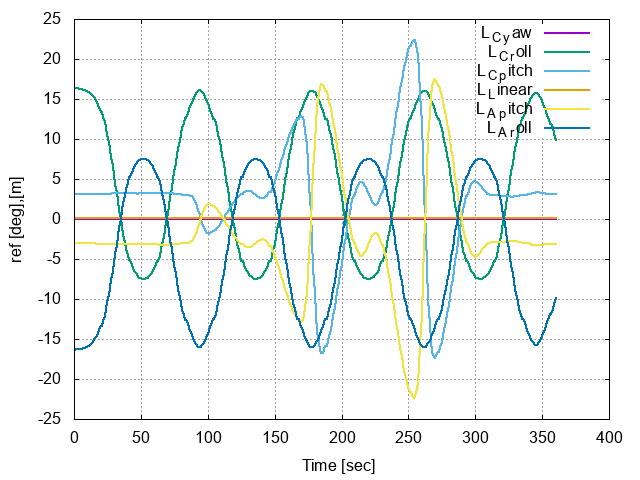 25
20
15
10
5
0
-5
-10
-15
-20
-25
0 50 100 150 200 250 300 350 400
ref [deg],[m]
Time [sec]
L_Cyaw
L_Croll
L_Cpitch
L_Linear
L_Apitch
L_Aroll